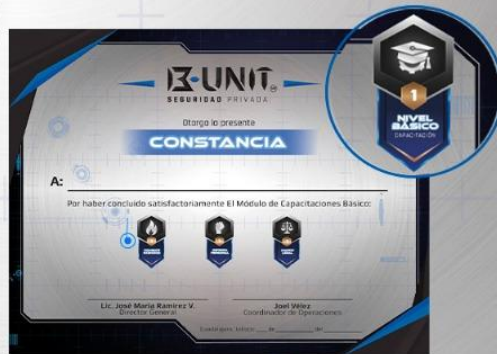 B·UNIT®
SEGURIDAD PRIVADA
Otorga la presente
CONSTANCIA
A:
Por haber concluido satisfactoriamente El Módulo de Capacitaciones Básico:
Lic. José María Ramírez V.
Director General
Joel Vélez
Coordinador de Operaciones
1
NIVEL
BÁSICO
CAPACITACIÓN